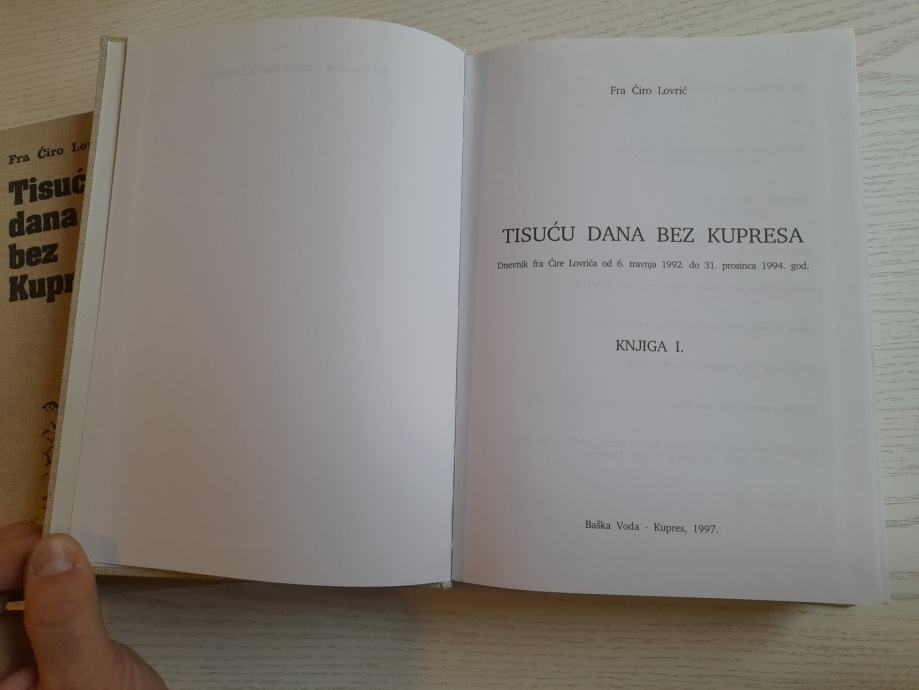 Fra Ćiro
Tisuć
dana
bez
Kupr
Fra Ćiro Lovrić
TISUĆU DANA BEZ KUPRESA
Dnevnik fra Ćire Lovrića od 6. travnja 1992. do 31. prosinca 1994. god.
KNJIGA I.
Baška Voda - Kupres, 1997.